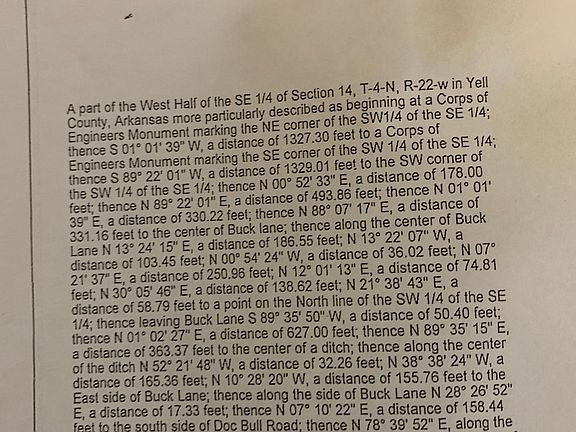 A part of the West Half of the SE 1/4 of Section 14, T-4-N, R-22-w in Yell
County, Arkansas more particularly described as beginning at a Corps of
Engineers Monument marking the NE corner of the SW1/4 of the SE 1/4;
thence S 01° 01' 39" W, a distance of 1327.30 feet to a Corps of
Engineers Monument marking the SE corner of the SW 1/4 of the SE 1/4;
thence S 89° 22' 01" W, a distance of 1329.01 feet to the SW corner of
the SW 1/4 of the SE 1/4; thence N 00° 52' 33" E, a distance of 178.00
feet; thence N 89° 22' 01" E, a distance of 493.86 feet; thence N 01° 01'
39" E, a distance of 330.22 feet; thence N 88° 07' 17" E, a distance of
331.16 feet to the center of Buck lane; thence along the center of Buck
Lane N 13° 24' 15" E, a distance of 186.55 feet; N 13° 22' 07" W, a
distance of 103.45 feet; N 00° 54' 24" W, a distance of 36.02 feet; N 07°
21' 37" E, a distance of 250.96 feet; N 12° 01' 13" E, a distance of 74.81
feet; N 30° 05' 46" E, a distance of 138.62 feet; N 21° 38' 43" E, a
distance of 58.79 feet to a point on the North line of the SW 1/4 of the SE
1/4; thence leaving Buck Lane S 89° 35' 50" W, a distance of 50.40 feet;
thence N 01° 02' 27" E, a distance of 627.00 feet; thence N 89° 35' 15" E,
a distance of 363.37 feet to the center of a ditch; thence along the center
of the ditch N 52° 21' 48" W, a distance of 32.26 feet; N 38° 38' 24" W, a
distance of 165.36 feet; N 10° 28' 20" W, a distance of 155.76 feet to the
East side of Buck Lane; thence along the side of Buck Lane N 28° 26' 52"
E, a distance of 17.33 feet; thence N 07° 10' 22" E, a distance of 158.44
feet to the south side of Doc Bull Road; thence N 78° 39' 52" E, along the